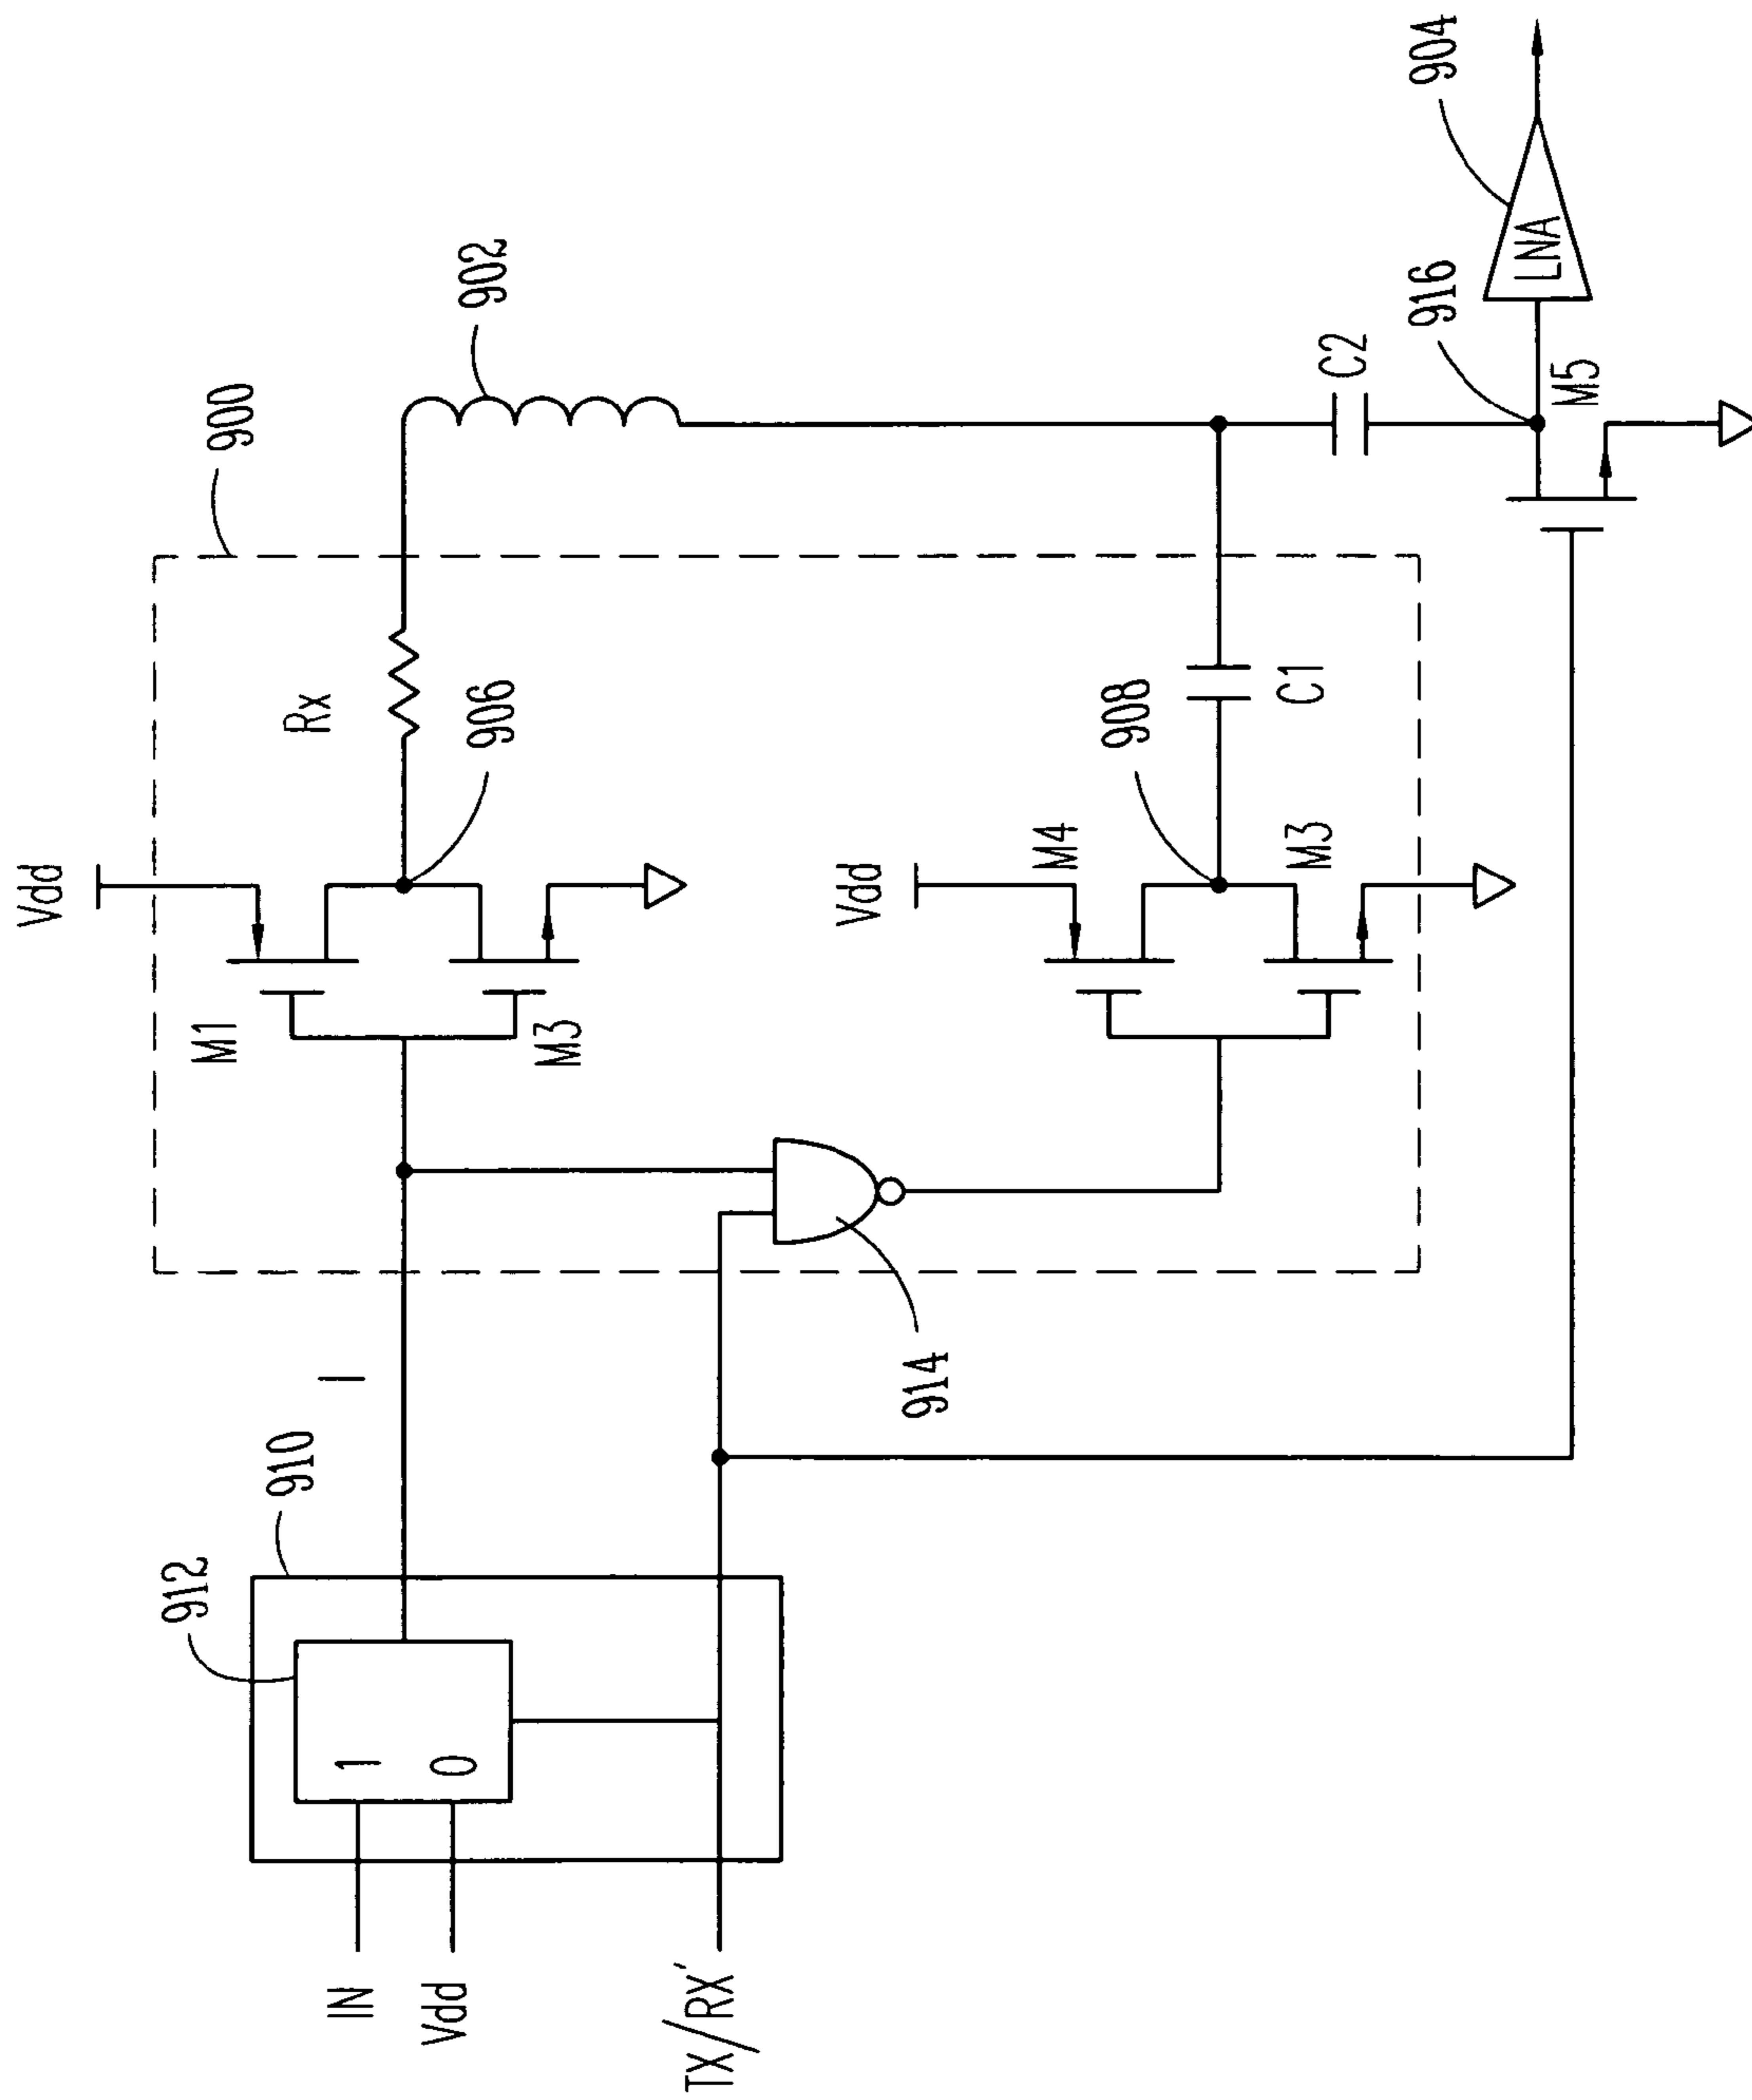 900
Vdd
M1
M3
906
Rx
902
910
912
1
0
IN
Vdd
TX/RX'
I
914
Vdd
M4
M3
908
C1
C2
916
M5
LNA
904